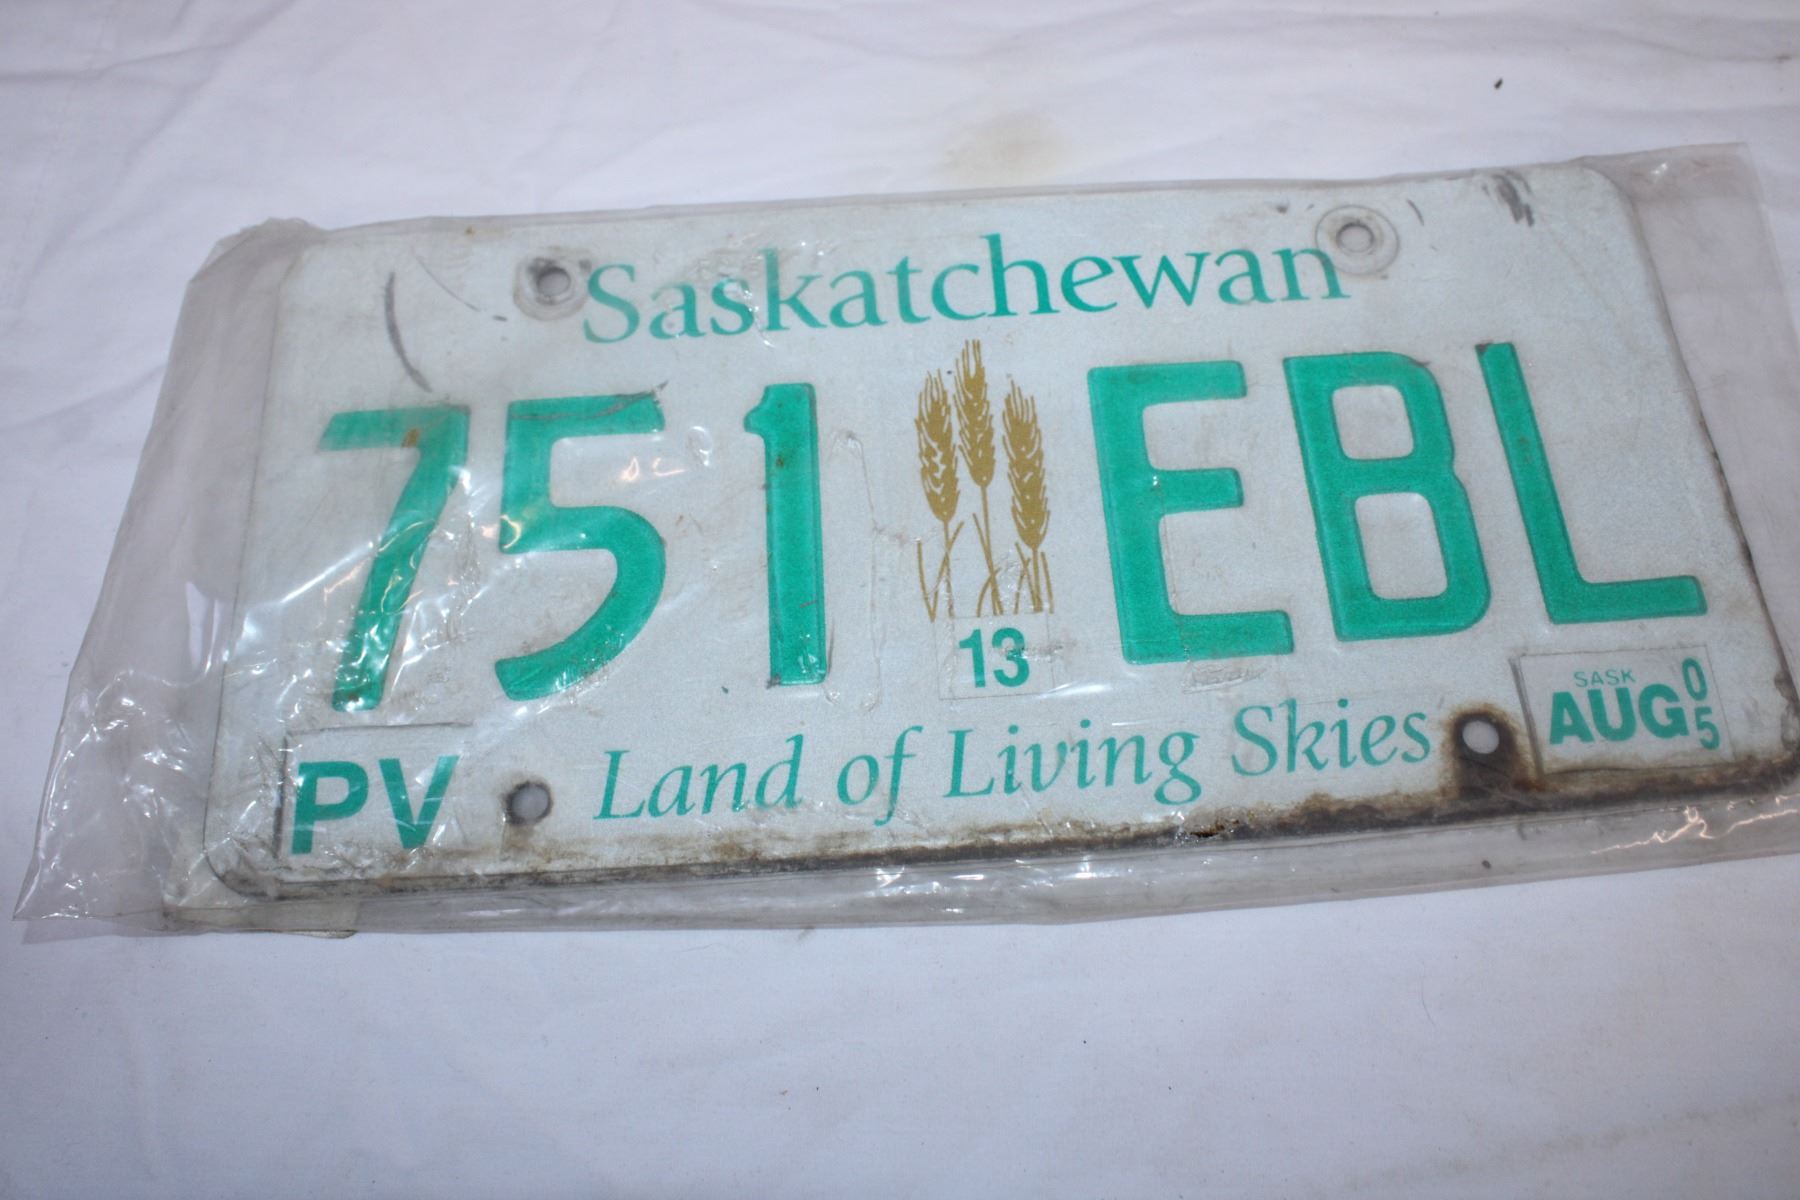 Saskatchewan
751 EBL
13
SASK
AUG 05
PV
Land of Living Skies